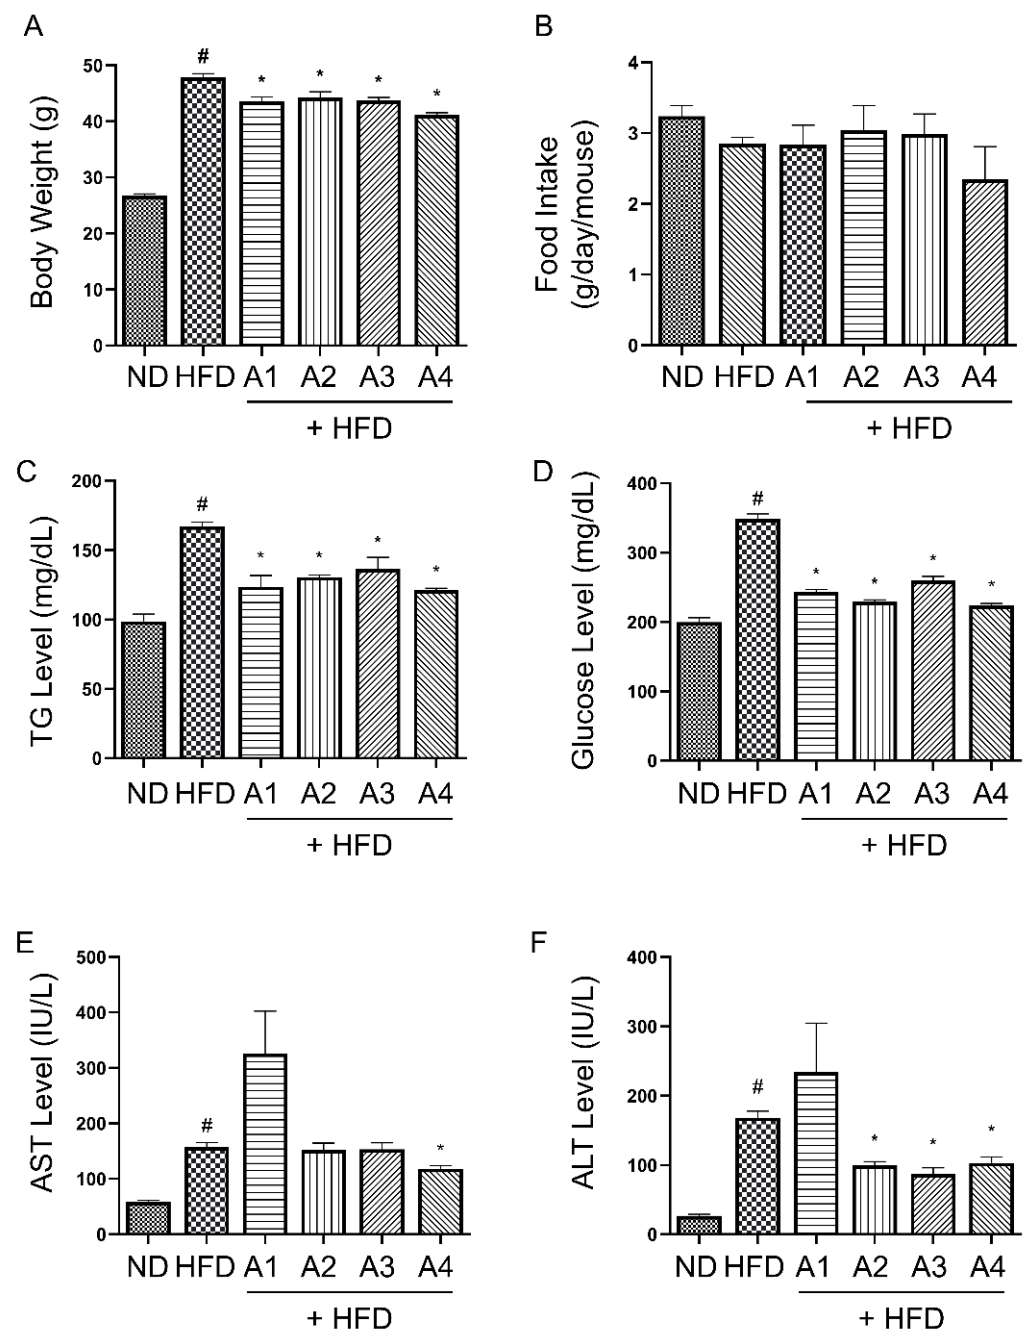 A
Body Weight (g)
50
40
30
20
10
0
#
*
*
*
*
ND HFD A1 A2 A3 A4
+ HFD
B
Food Intake
(g/day/mouse)
4
3
2
1
0
ND HFD A1 A2 A3 A4
+ HFD
C
TG Level (mg/dL)
200
150
100
50
0
#
*
*
*
*
ND HFD A1 A2 A3 A4
+ HFD
D
Glucose Level (mg/dL)
400
300
200
100
0
#
*
*
*
*
ND HFD A1 A2 A3 A4
+ HFD
E
AST Level (IU/L)
500
400
300
200
100
0
#
*
ND HFD A1 A2 A3 A4
+ HFD
F
ALT Level (IU/L)
400
300
200
100
0
#
*
*
*
ND HFD A1 A2 A3 A4
+ HFD